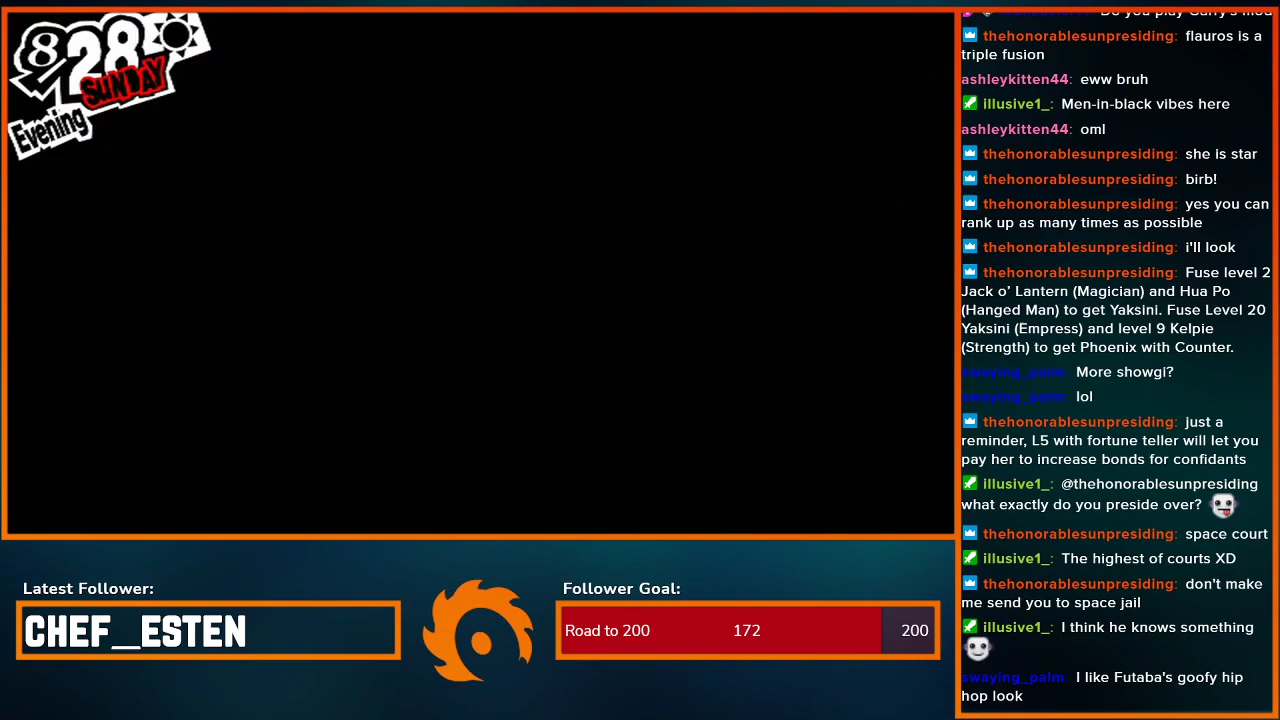 8 28
SUNDAY
Evening
Do you play Garry's mod
thehonorablesunpresiding: flauros is a
triple fusion
ashleykitten44: eww bruh
illusive1_: Men-in-black vibes here
ashleykitten44: oml
thehonorablesunpresiding: she is star
thehonorablesunpresiding: birb!
thehonorablesunpresiding: yes you can
rank up as many times as possible
thehonorablesunpresiding: i'll look
thehonorablesunpresiding: Fuse level 2
Jack o’ Lantern (Magician) and Hua Po
(Hanged Man) to get Yaksini. Fuse Level 20
Yaksini (Empress) and level 9 Kelpie
(Strength) to get Phoenix with Counter.
swaying_palm: More showgi?
swaying_palm: lol
thehonorablesunpresiding: just a
reminder, L5 with fortune teller will let you
pay her to increase bonds for confidants
illusive1_: @thehonorablesunpresiding
what exactly do you preside over?
thehonorablesunpresiding: space court
illusive1_: The highest of courts XD
thehonorablesunpresiding: don't make
me send you to space jail
illusive1_: I think he knows something
swaying_palm: I like Futaba's goofy hip
hop look
Latest Follower:
CHEF_ESTEN
Follower Goal:
Road to 200 172 200